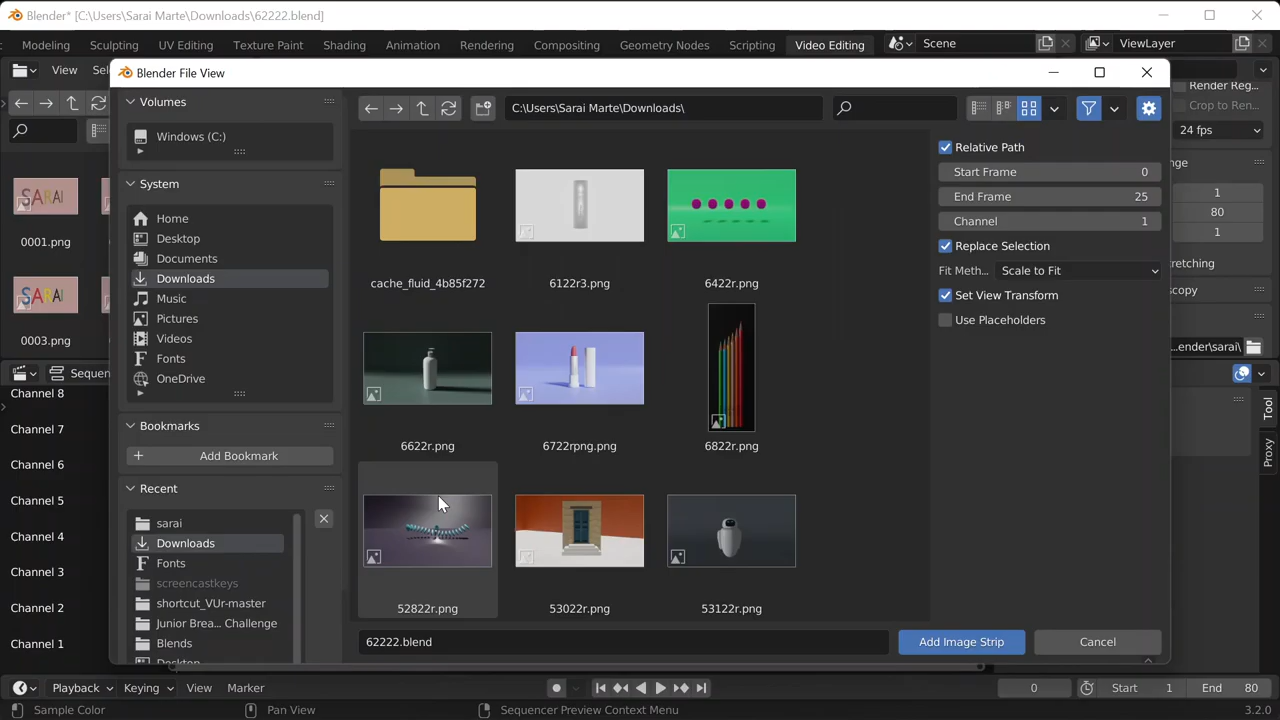 Blender* [C:\Users\Sarai Marte\Downloads\62222.blend]
Modeling Sculpting UV Editing Texture Paint Shading Animation Rendering Compositing Geometry Nodes Scripting Video Editing Scene ViewLayer
View
Render Reg...
Crop to Ren...
24 fps
1
80
1
SARAI
0001.png
SARAI
0003.png
Channel 8
Channel 7
Channel 6
Channel 5
Channel 4
Channel 3
Channel 2
Channel 1
Blender File View
Volumes
Windows (C:)
System
Home
Desktop
Documents
Downloads
Music
Pictures
Videos
Fonts
OneDrive
Bookmarks
Add Bookmark
Recent
sarai
Downloads
Fonts
screencastkeys
shortcut_VUr-master
Junior Brea... Challenge
Blends
Desktop
C:\Users\Sarai Marte\Downloads\
cache_fluid_4b85f272 6122r3.png 6422r.png
6622r.png 6722rpng.png 6822r.png
52822r.png 53022r.png 53122r.png
Relative Path
Start Frame 0
End Frame 25
Channel 1
Replace Selection
Fit Meth... Scale to Fit
Set View Transform
Use Placeholders
62222.blend Add Image Strip Cancel
...ender\sarai\
Tool
Proxy
Playback Keying View Marker 0 Start 1 End 80
Sample Color Pan View Sequencer Preview Context Menu 3.2.0